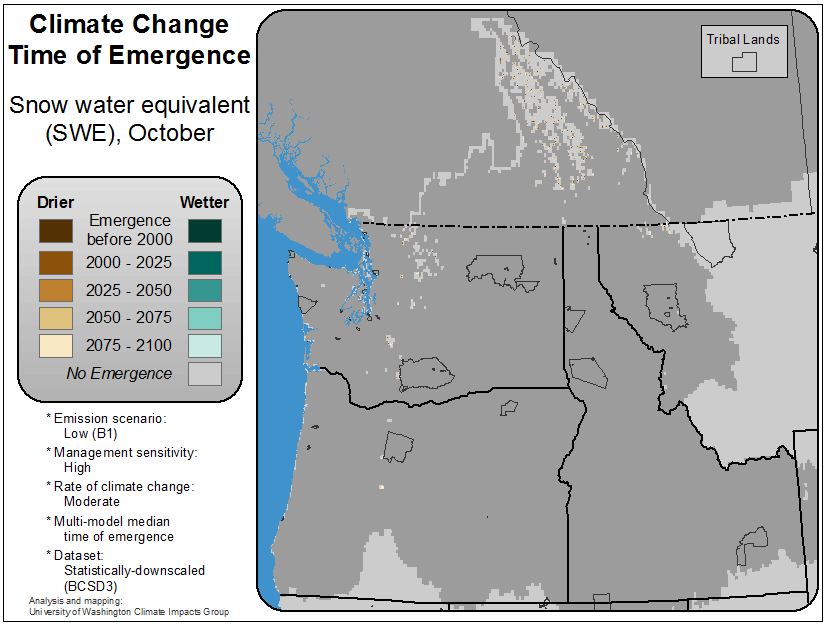 Climate Change
Time of Emergence
Snow water equivalent
(SWE), October
Drier
Wetter
Emergence
before 2000
2000 - 2025
2025 - 2050
2050 - 2075
2075 - 2100
No Emergence
* Emission scenario:
Low (B1)
* Management sensitivity:
High
* Rate of climate change:
Moderate
* Multi-model median
time of emergence
* Dataset:
Statistically-downscaled
(BCSD3)
Analysis and mapping:
University of Washington Climate Impacts Group
Tribal Lands